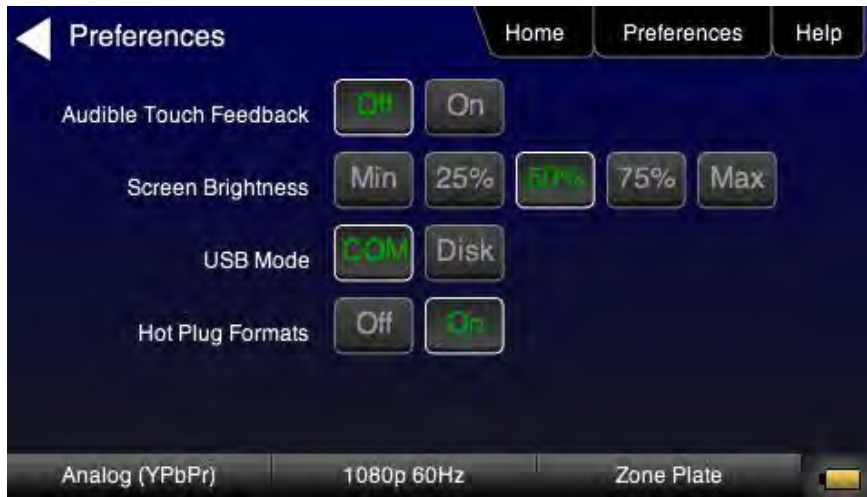 Preferences
Home Preferences Help
Audible Touch Feedback Off On
Screen Brightness Min 25% 50% 75% Max
USB Mode COM Disk
Hot Plug Formats Off On
Analog (YPbPr) 1080p 60Hz Zone Plate